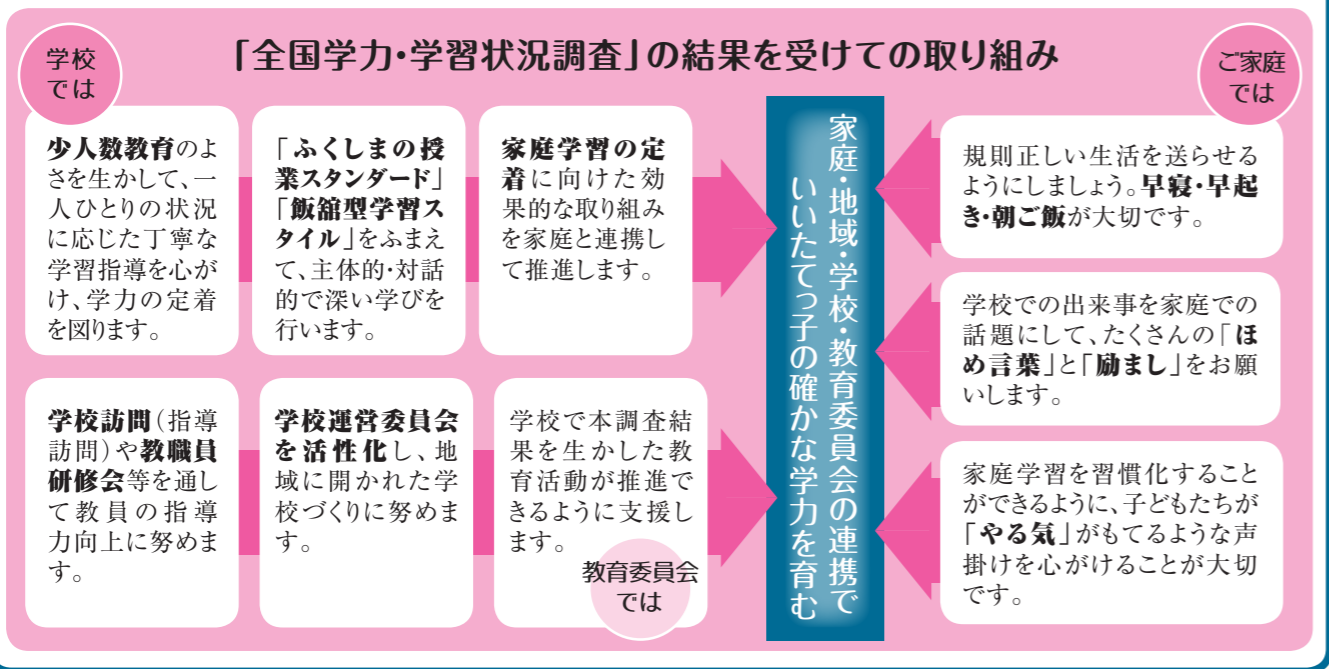 「全国学力・学習状況調査」の結果を受けての取り組み
学校
では
少人数教育のよ
さを生かして、一
人ひとりの状況
に応じた丁寧な
学習指導を心が
け、学力の定着
を図ります。
「ふくしまの授
業スタンダード」
「飯舘型学習ス
タイル」をふまえ
て、主体的・対話
的で深い学びを
行います。
家庭学習の定
着に向けた効
果的な取り組み
を家庭と連携し
て推進します。
学校訪問(指導
訪問)や教職員
研修会等を通し
て教員の指導
力向上に努めま
す。
学校運営委員会
を活性化し、地
域に開かれた学
校づくりに努めま
す。
学校で本調査結
果を生かした教
育活動が推進で
きるように支援し
ます。
教育委員会
では
家庭・地域・学校・教育委員会の連携で
いいたてっ子の確かな学力を育む
ご家庭
では
規則正しい生活を送らせる
ようにしましょう。早寝・早起
き・朝ご飯が大切です。
学校での出来事を家庭での
話題にして、たくさんの「ほ
め言葉」と「励まし」をお願
いします。
家庭学習を習慣化すること
ができるように、子どもたちが
「やる気」がもてるような声
掛けを心がけることが大切
です。